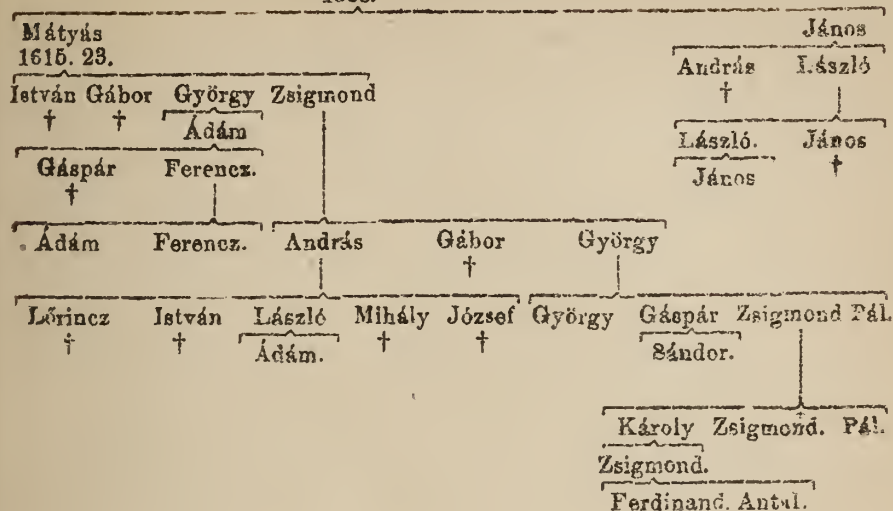 Mátyás János
1615. 23.
András László
†
István Gábor György Zsigmond
† †
Ádám
László. János
†
Gáspár Ferencz.
†
János
Ádám Ferencz. András Gábor György
†
Lőrincz István László Mihály József György Gáspár Zsigmond Pál.
† † † †
Ádám. Sándor.
Károly Zsigmond. Pál.
Zsigmond.
Ferdinand. Antal.